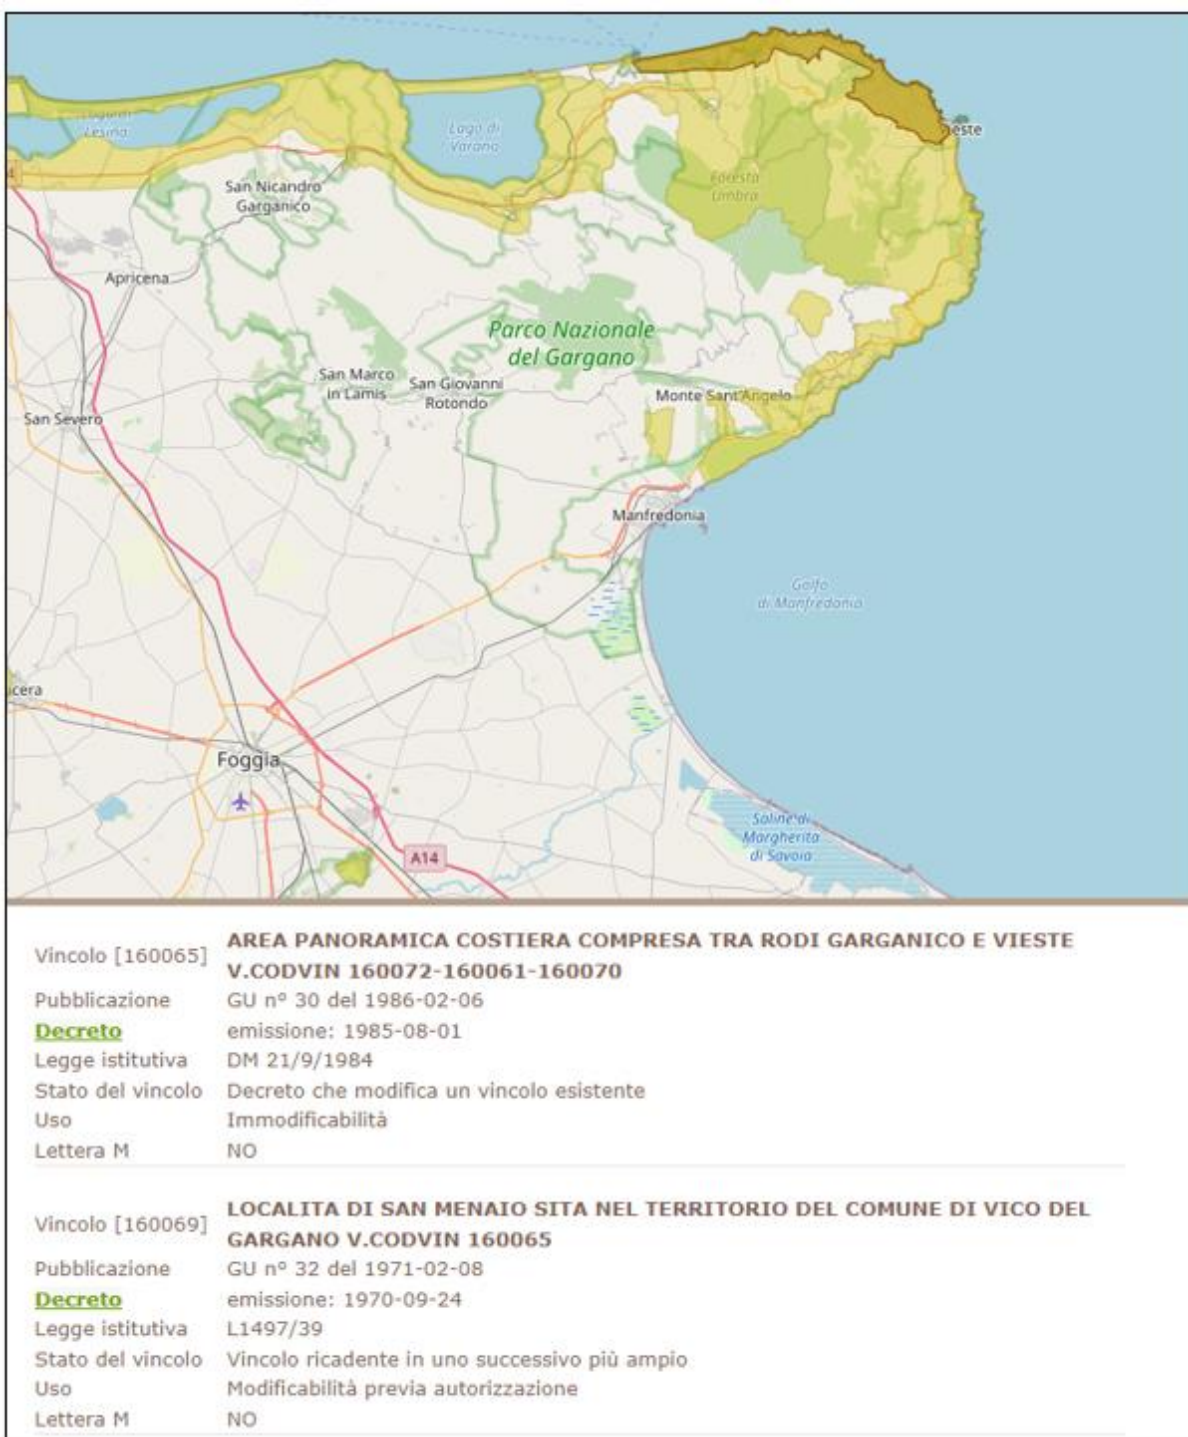 Lago di
Lesina
Lago di
Varano
este
San Nicandro
Garganico
Foresta
Umbra
Apricena
Parco Nazionale
del Gargano
San Marco
in Lamis
San Giovanni
Rotondo
Monte Sant'Angelo
San Severo
Manfredonia
Golfo
di Manfredonia
cera
Foggia
Saline di
Margherita
di Savoia
A14
Vincolo [160065] AREA PANORAMICA COSTIERA COMPRESA TRA RODI GARGANICO E VIESTE
V.CODVIN 160072-160061-160070
Pubblicazione GU n° 30 del 1986-02-06
Decreto emissione: 1985-08-01
Legge istitutiva DM 21/9/1984
Stato del vincolo Decreto che modifica un vincolo esistente
Uso Immodificabilità
Lettera M NO
Vincolo [160069] LOCALITA DI SAN MENAIO SITA NEL TERRITORIO DEL COMUNE DI VICO DEL
GARGANO V.CODVIN 160065
Pubblicazione GU n° 32 del 1971-02-08
Decreto emissione: 1970-09-24
Legge istitutiva L1497/39
Stato del vincolo Vincolo ricadente in uno successivo più ampio
Uso Modificabilità previa autorizzazione
Lettera M NO